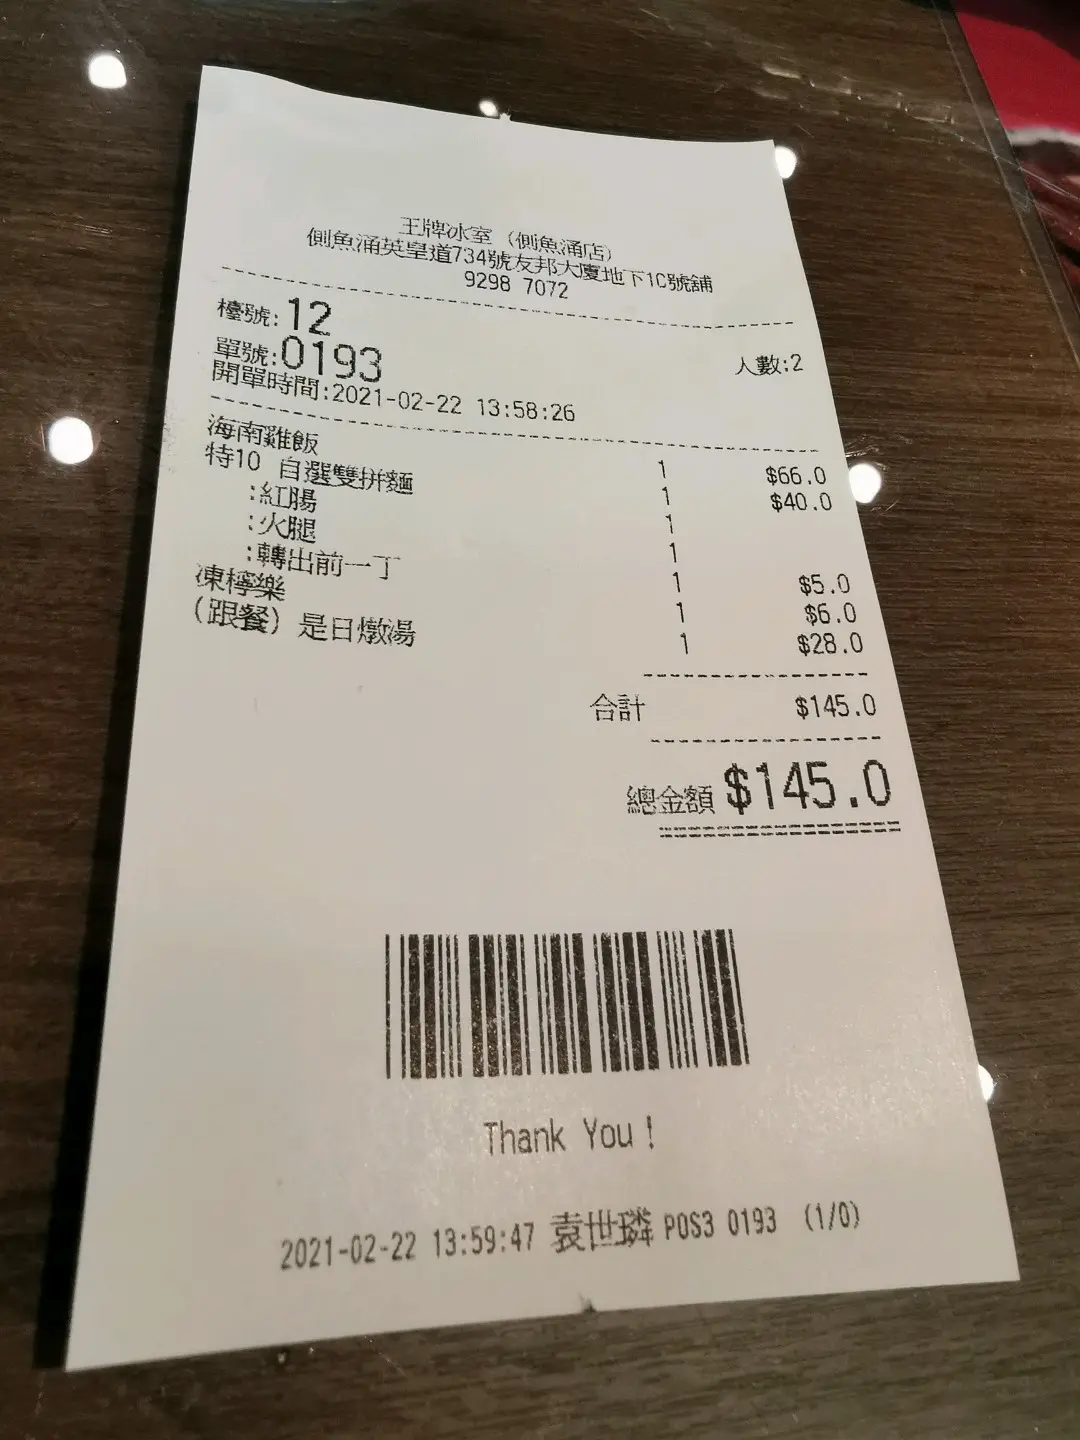 王牌冰室 (側魚涌店)
側魚涌英皇道734號友邦大廈地下1C號舖
9298 7072
檯號:12
單號:0193 人數:2
開單時間:2021-02-22 13:58:26
海南雞飯 1 $66.0
特10 自選雙拼麵 1 $40.0
:紅腸 1
:火腿 1
:轉出前一丁 1 $5.0
凍檸樂 1 $6.0
(跟餐) 是日燉湯 1 $28.0
合計 $145.0
總金額 $145.0
Thank You !
2021-02-22 13:59:47 袁世璘 POS3 0193 (1/0)